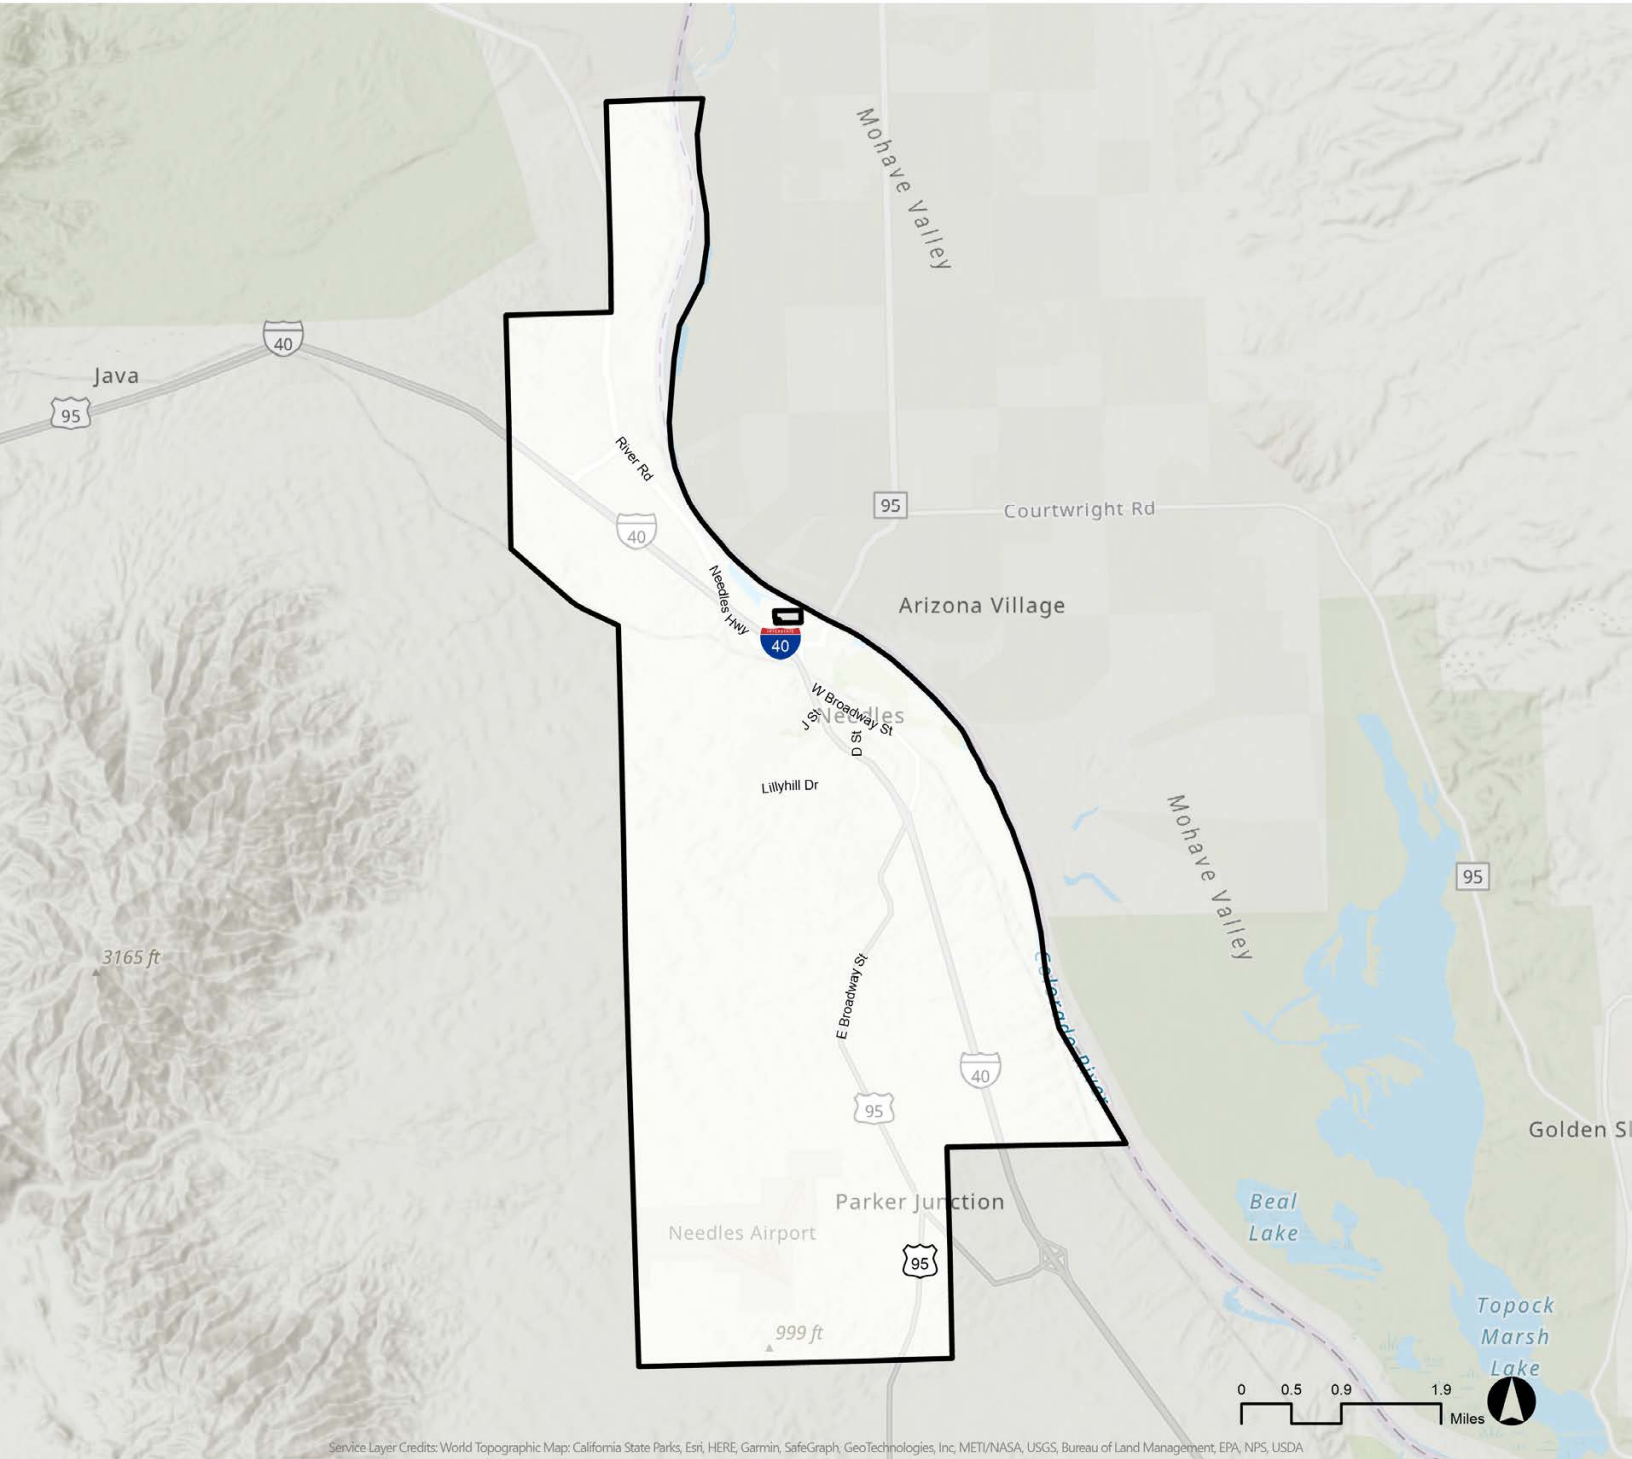 Mohave Valley
40
Java
95
River Rd
95
Courtwright Rd
40
Needles Hwy
Arizona Village
INTERSTATE
40
W Broadway St
Needles
J St
D St
Lillyhill Dr
Mohave Valley
95
3165 ft
E Broadway St
Colorado River
40
95
Parker Junction
Needles Airport
95
Golden S
Beal
Lake
Topock
Marsh
Lake
999 ft
0 0.5 0.9 1.9
Miles
Service Layer Credits: World Topographic Map: California State Parks, Esri, HERE, Garmin, SafeGraph, GeoTechnologies, Inc, METI/NASA, USGS, Bureau of Land Management, EPA, NPS, USDA